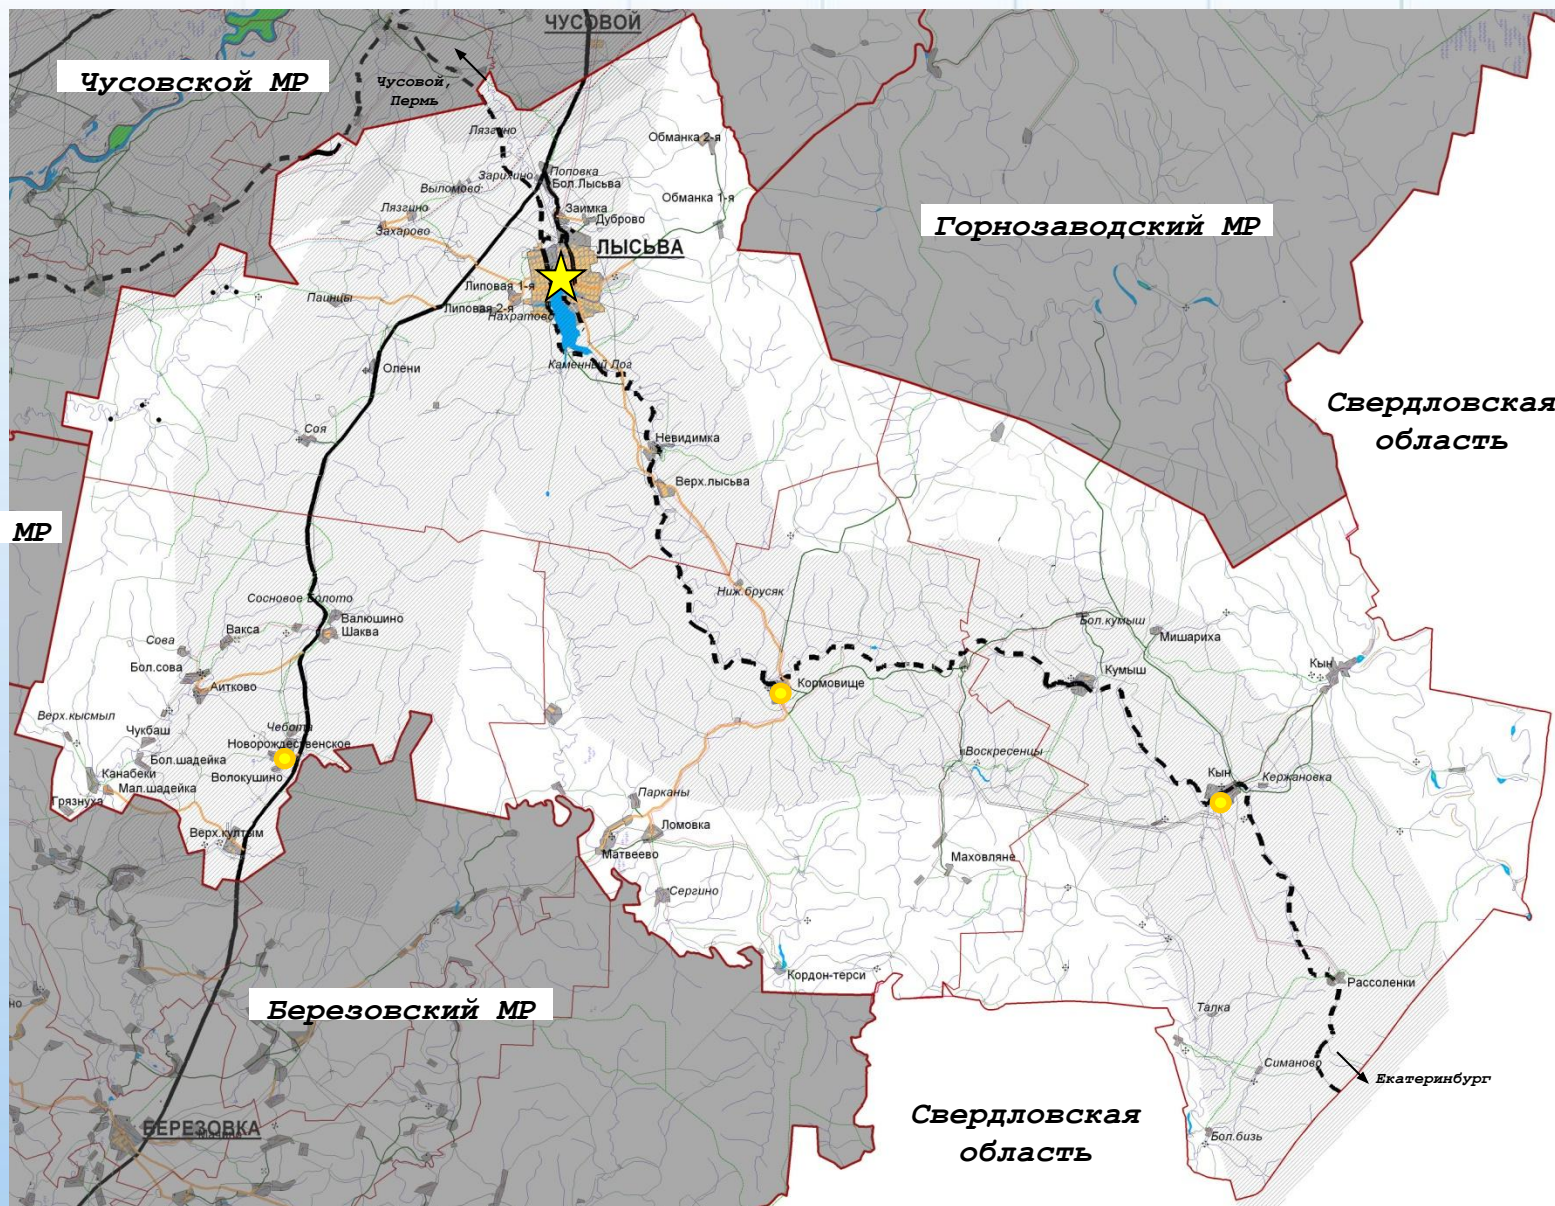 ЧУСОВОЙ
Чусовской МР
Чусовой,
Пермь
Лязгино
Обманка 2-я
Зарихино
Поповка
Бол.Лысьва
Выломово
Обманка 1-я
Лязгино
Заимка
Дуброво
Захарово
Горнозаводский МР
ЛЫСЬВА
Липовая 1-я
Паинцы
Липовая 2-я
Нахратово
Каменный Лог
Олени
Свердловская
область
Соя
Невидимка
Верх.лысьва
МР
Ниж.брусяк
Сосновое Болото
Валюшино
Шаква
Вакса
Сова
Бол.кумыш
Мишариха
Бол.сова
Аитково
Кын
Кумыш
Кормовище
Верх.кысмыл
Чебота
Чукбаш
Новорождественское
Воскресенцы
Бол.шадейка
Канабеки
Волокушино
Кын
Кержановка
Мал.шадейка
Грязнуха
Парканы
Верх.култым
Ломовка
Матвеево
Маховляне
Сергино
Кордон-терси
Рассоленки
но
Березовский МР
Талка
Симаново
Екатеринбург
Свердловская
область
БЕРЕЗОВКА
Бол.бизь